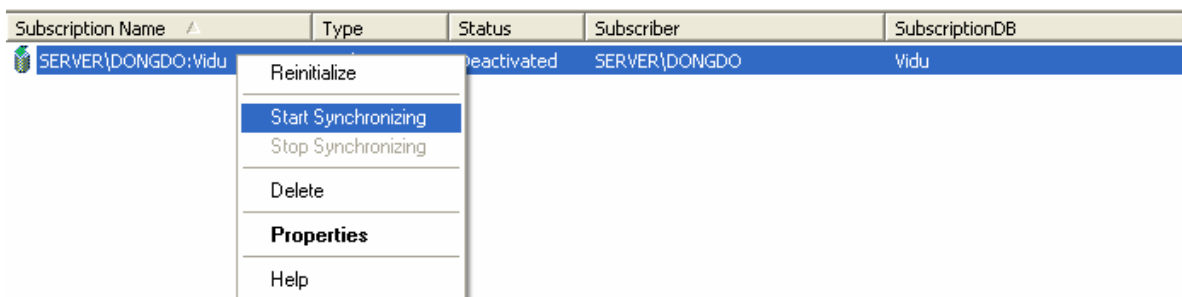 Subscription Name Type Status Subscriber SubscriptionDB
SERVER\DONGDO:Vidu Deactivated SERVER\DONGDO Vidu
Reinitialize
Start Synchronizing
Stop Synchronizing
Delete
Properties
Help